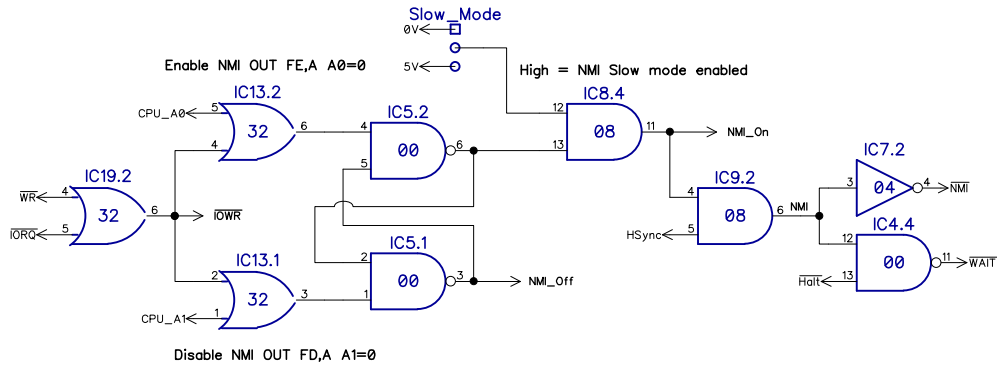 Slow_Mode
0V
5V
Enable NMI OUT FE,A A0=0
High = NMI Slow mode enabled
IC13.2
CPU_A0
5
4
32
6
IC5.2
4
5
00
6
IC8.4
12
13
08
11
NMI_On
IC19.2
WR
4
IORQ
5
32
6
IOWR
IC9.2
4
HSync
5
08
6
NMI
IC7.2
3
04
4
NMI
IC4.4
12
Halt
13
00
11
WAIT
IC13.1
2
CPU_A1
1
32
3
IC5.1
2
1
00
3
NMI_Off
Disable NMI OUT FD,A A1=0